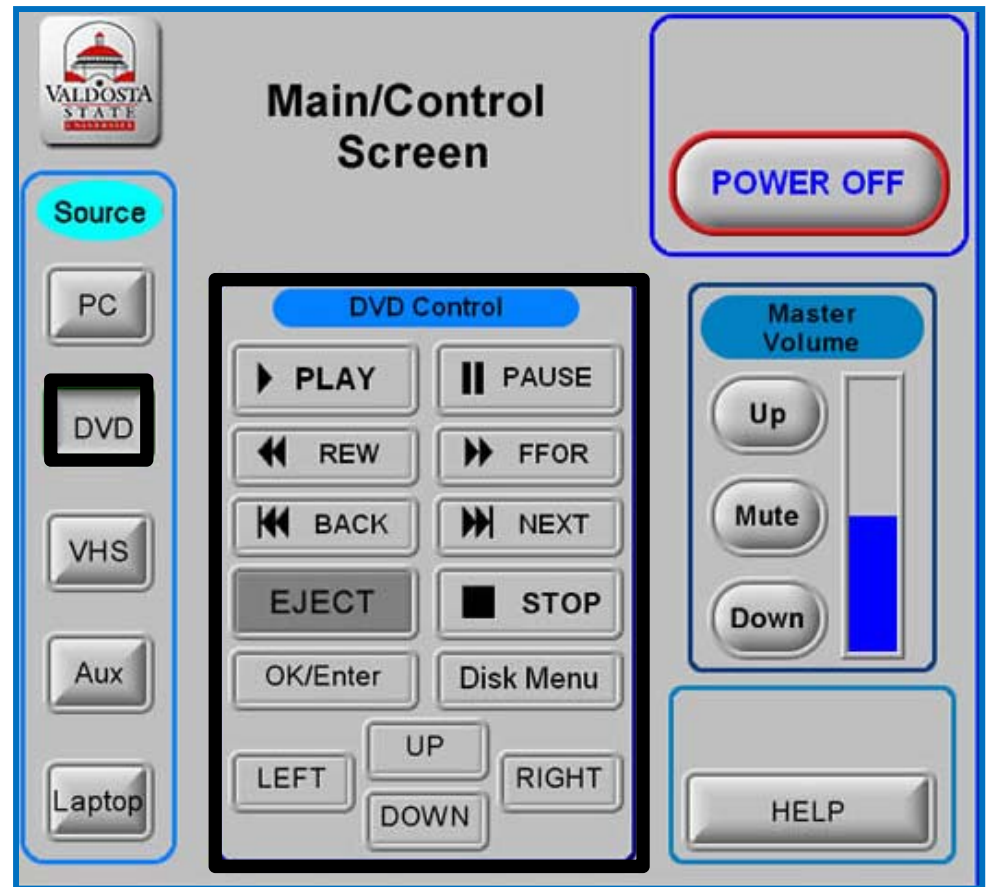 VALDOSTA
STATE
UNIVERSITY
Main/Control
Screen
POWER OFF
Source
PC
DVD
VHS
Aux
Laptop
DVD Control
PLAY
PAUSE
REW
FFOR
BACK
NEXT
EJECT
STOP
OK/Enter
Disk Menu
UP
LEFT
RIGHT
DOWN
Master
Volume
Up
Mute
Down
HELP